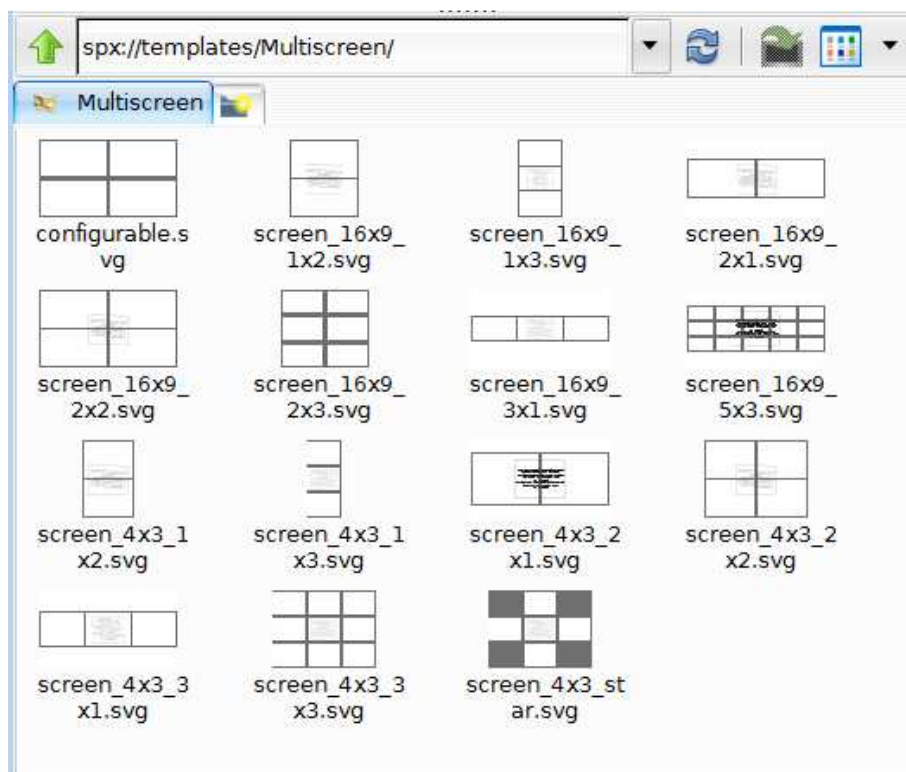 spx://templates/Multiscreen/
Multiscreen
configurable.s
vg
screen_16x9_
1x2.svg
screen_16x9_
1x3.svg
screen_16x9_
2x1.svg
screen_16x9_
2x2.svg
screen_16x9_
2x3.svg
screen_16x9_
3x1.svg
screen_16x9_
5x3.svg
screen_4x3_1
x2.svg
screen_4x3_1
x3.svg
screen_4x3_2
x1.svg
screen_4x3_2
x2.svg
screen_4x3_3
x1.svg
screen_4x3_3
x3.svg
screen_4x3_st
ar.svg